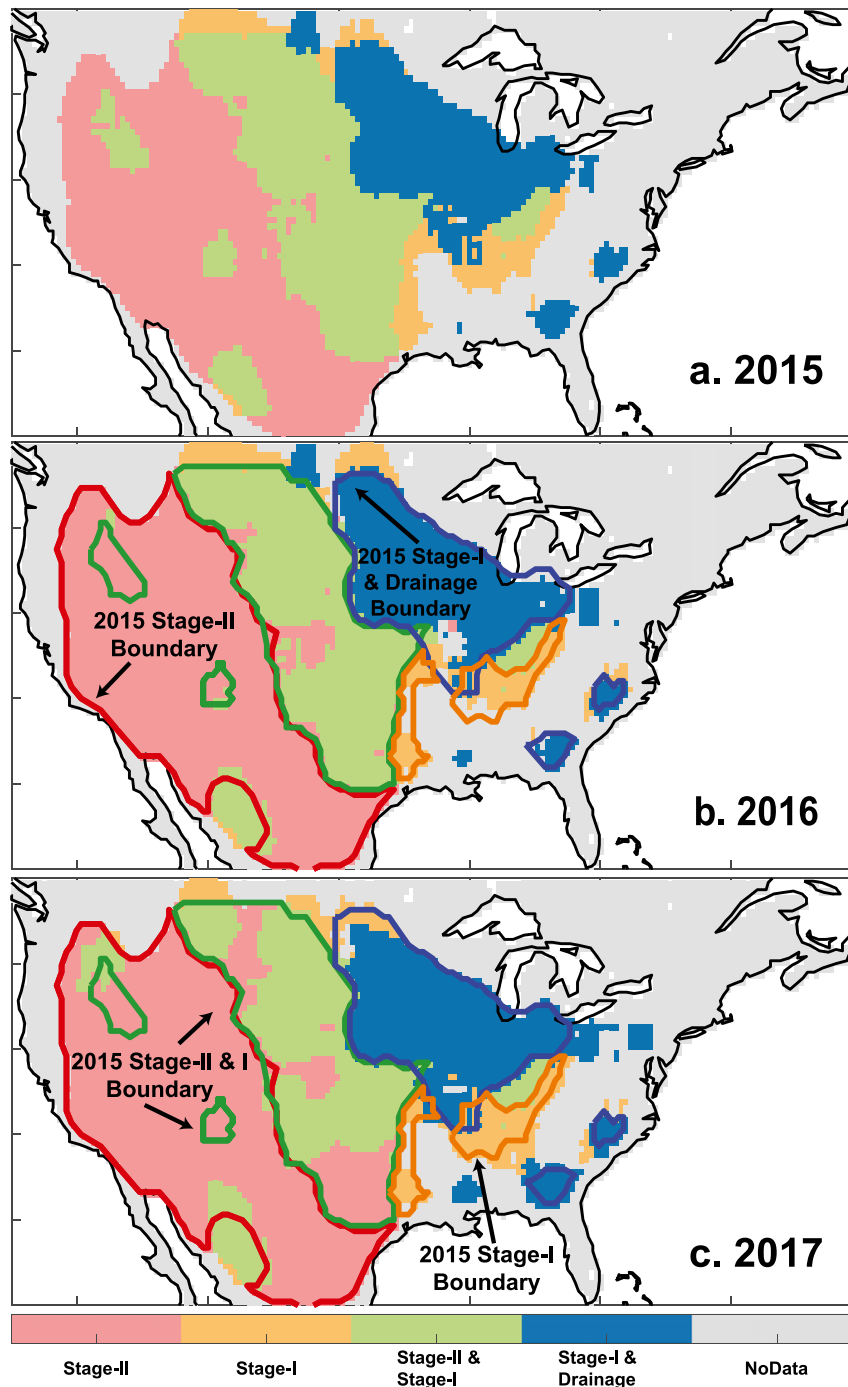 a. 2015
2015 Stage-I
& Drainage
Boundary
2015 Stage-II
Boundary
b. 2016
2015 Stage-II & I
Boundary
2015 Stage-I
Boundary
c. 2017
Stage-II
Stage-I
Stage-II &
Stage-I
Stage-I &
Drainage
NoData